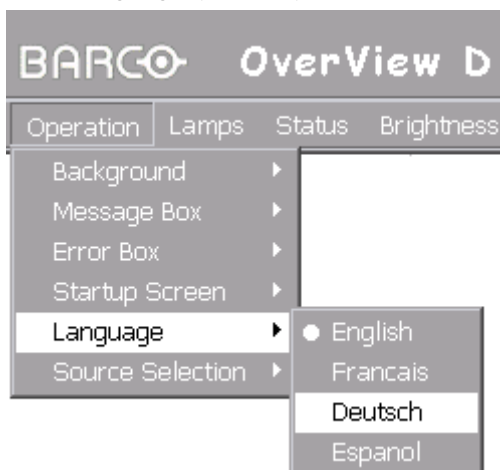 BARCO OverView D
Operation Lamps Status Brightness
Background
Message Box
Error Box
Startup Screen
Language
Source Selection
English
Francais
Deutsch
Espanol